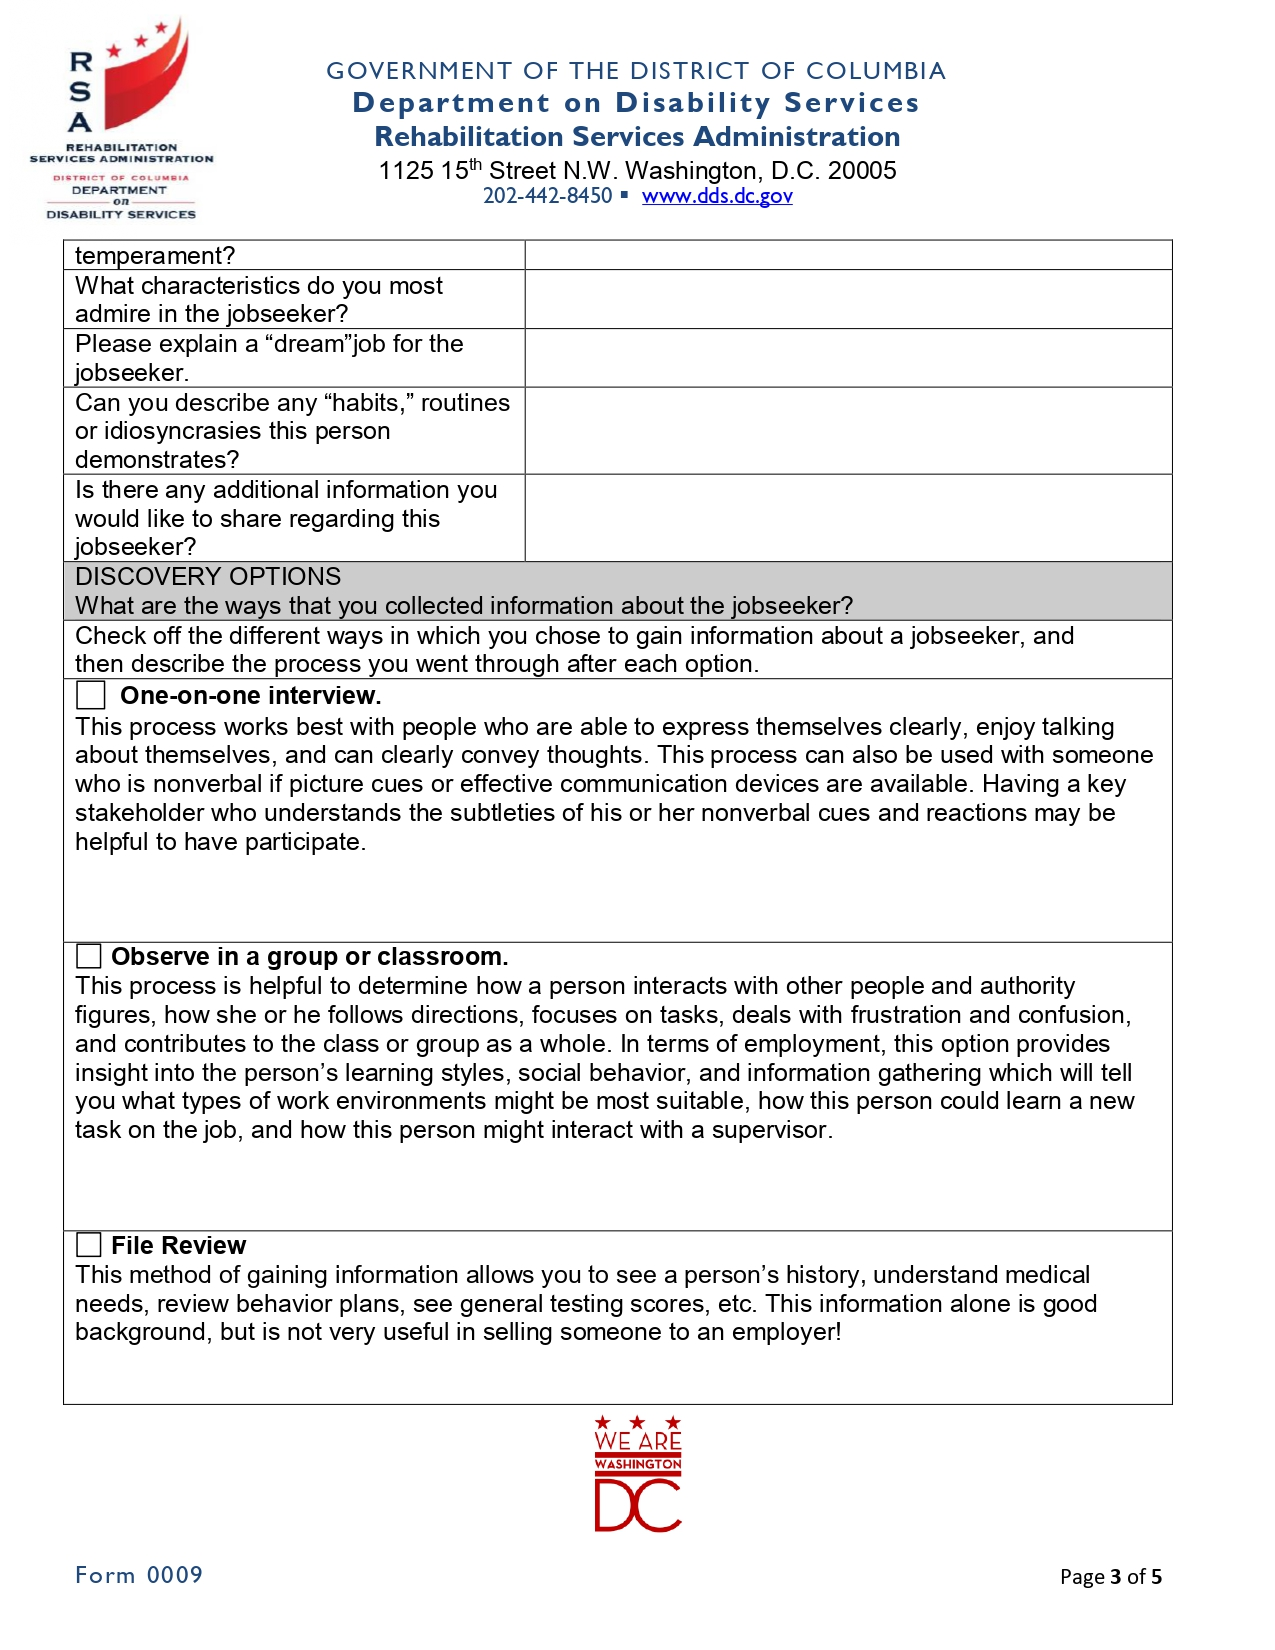 R
S
A
REHABILITATION
SERVICES ADMINISTRATION
DISTRICT OF COLUMBIA
DEPARTMENT
on
DISABILITY SERVICES
GOVERNMENT OF THE DISTRICT OF COLUMBIA
Department on Disability Services
Rehabilitation Services Administration
1125 15th Street N.W. Washington, D.C. 20005
202-442-8450 ▪ www.dds.dc.gov
temperament?
What characteristics do you most
admire in the jobseeker?
Please explain a “dream”job for the
jobseeker.
Can you describe any “habits,” routines
or idiosyncrasies this person
demonstrates?
Is there any additional information you
would like to share regarding this
jobseeker?
DISCOVERY OPTIONS
What are the ways that you collected information about the jobseeker?
Check off the different ways in which you chose to gain information about a jobseeker, and
then describe the process you went through after each option.
One-on-one interview.
This process works best with people who are able to express themselves clearly, enjoy talking
about themselves, and can clearly convey thoughts. This process can also be used with someone
who is nonverbal if picture cues or effective communication devices are available. Having a key
stakeholder who understands the subtleties of his or her nonverbal cues and reactions may be
helpful to have participate.
Observe in a group or classroom.
This process is helpful to determine how a person interacts with other people and authority
figures, how she or he follows directions, focuses on tasks, deals with frustration and confusion,
and contributes to the class or group as a whole. In terms of employment, this option provides
insight into the person’s learning styles, social behavior, and information gathering which will tell
you what types of work environments might be most suitable, how this person could learn a new
task on the job, and how this person might interact with a supervisor.
File Review
This method of gaining information allows you to see a person’s history, understand medical
needs, review behavior plans, see general testing scores, etc. This information alone is good
background, but is not very useful in selling someone to an employer!
WE ARE
WASHINGTON
DC
Form 0009
Page 3 of 5